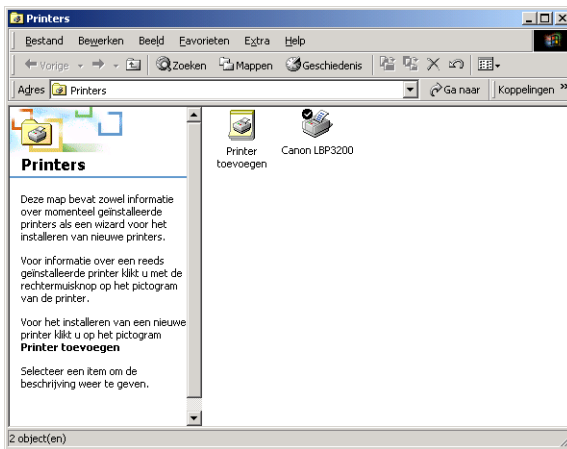 Printers
Bestand Bewerken Beeld Favorieten Extra Help
Vorige Zoeken Mappen Geschiedenis
Adres Printers Ga naar Koppelingen »
Printers
Deze map bevat zowel informatie
over momenteel geïnstalleerde
printers als een wizard voor het
installeren van nieuwe printers.
Voor informatie over een reeds
geïnstalleerde printer klikt u met de
rechtermuisknop op het pictogram
van de printer.
Voor het installeren van een nieuwe
printer klikt u op het pictogram
Printer toevoegen
Selecteer een item om de
beschrijving weer te geven.
Printer
toevoegen
Canon LBP3200
2 object(en)